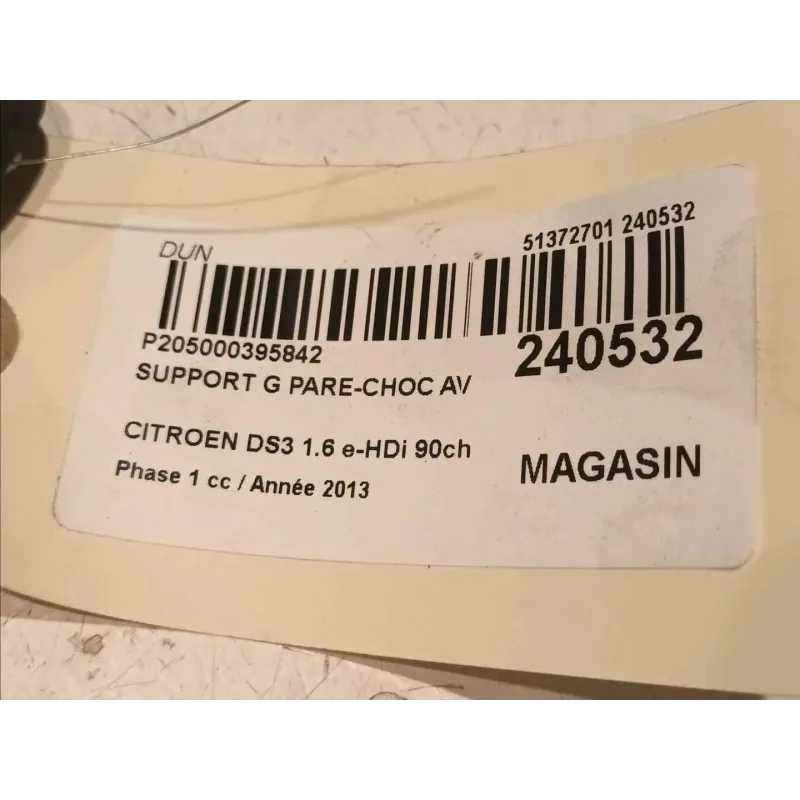 DUN
51372701 240532
P205000395842
240532
SUPPORT G PARE-CHOC AV
CITROEN DS3 1.6 e-HDi 90ch
MAGASIN
Phase 1 cc / Année 2013